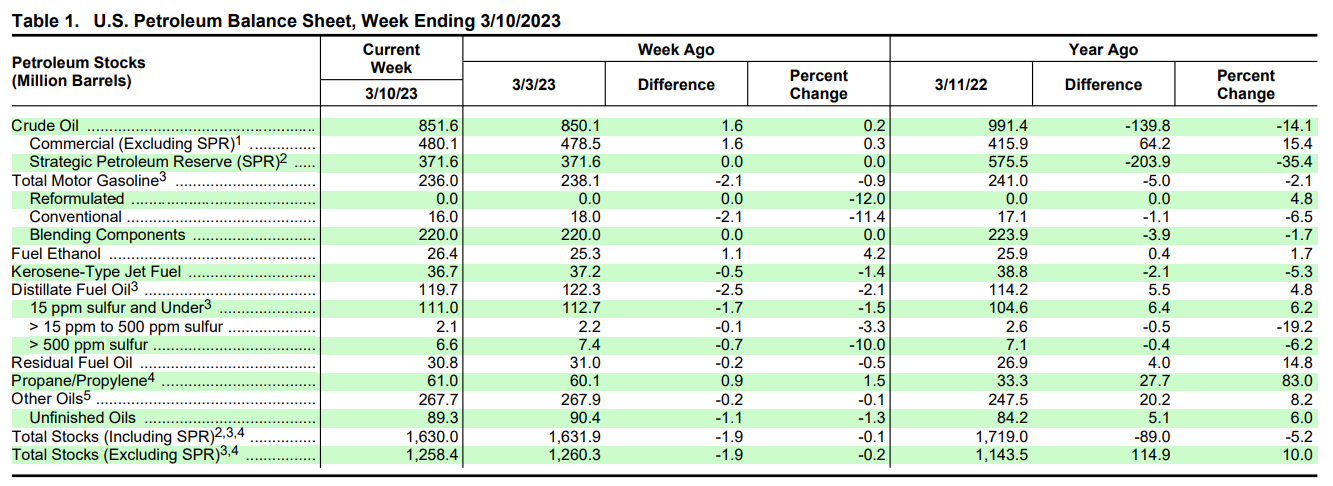 Table 1. U.S. Petroleum Balance Sheet, Week Ending 3/10/2023
Petroleum Stocks (Million Barrels) Current Week Week Ago Year Ago
3/10/23 3/3/23 Difference Percent Change 3/11/22 Difference Percent Change
Crude Oil ................................................... 851.6 850.1 1.6 0.2 991.4 -139.8 -14.1
Commercial (Excluding SPR)1 ............... 480.1 478.5 1.6 0.3 415.9 64.2 15.4
Strategic Petroleum Reserve (SPR)2 ..... 371.6 371.6 0.0 0.0 575.5 -203.9 -35.4
Total Motor Gasoline3 ............................... 236.0 238.1 -2.1 -0.9 241.0 -5.0 -2.1
Reformulated ......................................... 0.0 0.0 0.0 -12.0 0.0 0.0 4.8
Conventional .......................................... 16.0 18.0 -2.1 -11.4 17.1 -1.1 -6.5
Blending Components ........................... 220.0 220.0 0.0 0.0 223.9 -3.9 -1.7
Fuel Ethanol .............................................. 26.4 25.3 1.1 4.2 25.9 0.4 1.7
Kerosene-Type Jet Fuel ............................ 36.7 37.2 -0.5 -1.4 38.8 -2.1 -5.3
Distillate Fuel Oil3 ...................................... 119.7 122.3 -2.5 -2.1 114.2 5.5 4.8
15 ppm sulfur and Under3 ..................... 111.0 112.7 -1.7 -1.5 104.6 6.4 6.2
> 15 ppm to 500 ppm sulfur ................... 2.1 2.2 -0.1 -3.3 2.6 -0.5 -19.2
> 500 ppm sulfur .................................... 6.6 7.4 -0.7 -10.0 7.1 -0.4 -6.2
Residual Fuel Oil ....................................... 30.8 31.0 -0.2 -0.5 26.9 4.0 14.8
Propane/Propylene4 .................................. 61.0 60.1 0.9 1.5 33.3 27.7 83.0
Other Oils5 ................................................. 267.7 267.9 -0.2 -0.1 247.5 20.2 8.2
Unfinished Oils ...................................... 89.3 90.4 -1.1 -1.3 84.2 5.1 6.0
Total Stocks (Including SPR)2,3,4 .............. 1,630.0 1,631.9 -1.9 -0.1 1,719.0 -89.0 -5.2
Total Stocks (Excluding SPR)3,4 ................ 1,258.4 1,260.3 -1.9 -0.2 1,143.5 114.9 10.0